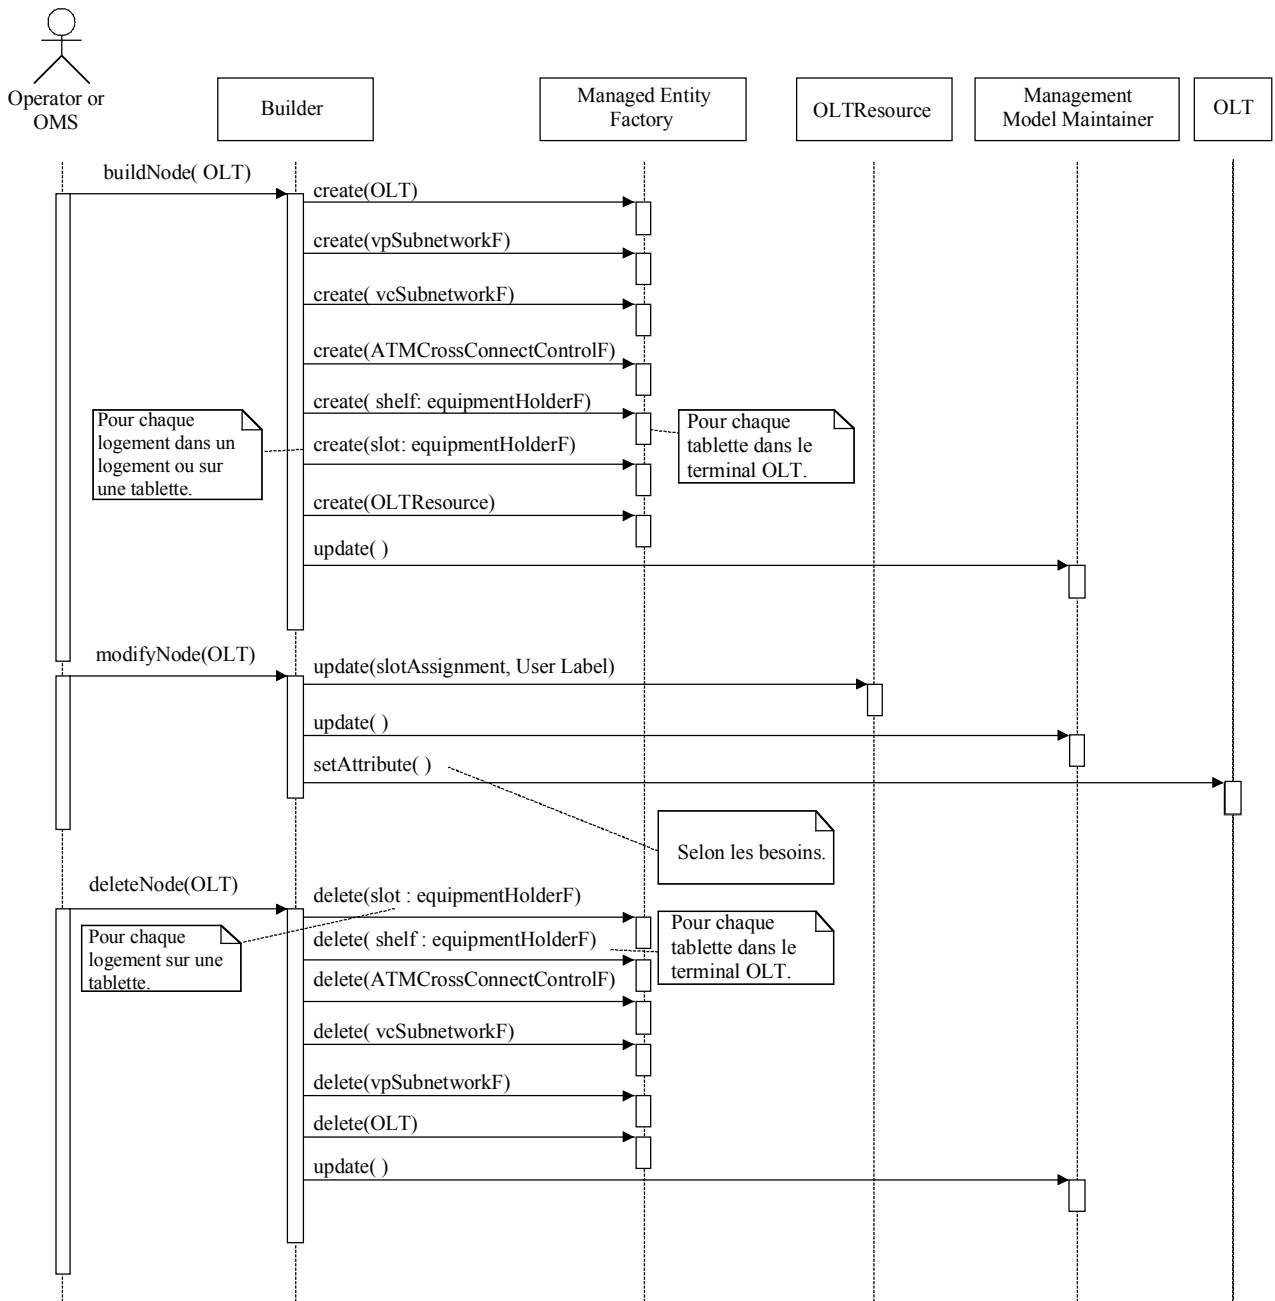 Operator or
OMS
Builder
Managed Entity
Factory
OLTResource
Management
Model Maintainer
OLT
buildNode( OLT)
create(OLT)
create(vpSubnetworkF)
create( vcSubnetworkF)
create(ATMCrossConnectControlF)
create( shelf: equipmentHolderF)
Pour chaque
logement dans un
logement ou sur
une tablette.
Pour chaque
tablette dans le
terminal OLT.
create(slot: equipmentHolderF)
create(OLTResource)
update( )
modifyNode(OLT)
update(slotAssignment, User Label)
update( )
setAttribute( )
Selon les besoins.
deleteNode(OLT)
delete(slot : equipmentHolderF)
Pour chaque
logement sur une
tablette.
delete( shelf : equipmentHolderF)
Pour chaque
tablette dans le
terminal OLT.
delete(ATMCrossConnectControlF)
delete( vcSubnetworkF)
delete(vpSubnetworkF)
delete(OLT)
update( )